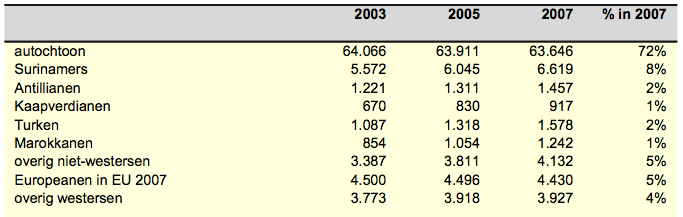 2003 2005 2007 % in 2007
autochtoon 64.066 63.911 63.646 72%
Surinamers 5.572 6.045 6.619 8%
Antillianen 1.221 1.311 1.457 2%
Kaapverdianen 670 830 917 1%
Turken 1.087 1.318 1.578 2%
Marokkanen 854 1.054 1.242 1%
overig niet-westersen 3.387 3.811 4.132 5%
Europeanen in EU 2007 4.500 4.496 4.430 5%
overig westersen 3.773 3.918 3.927 4%